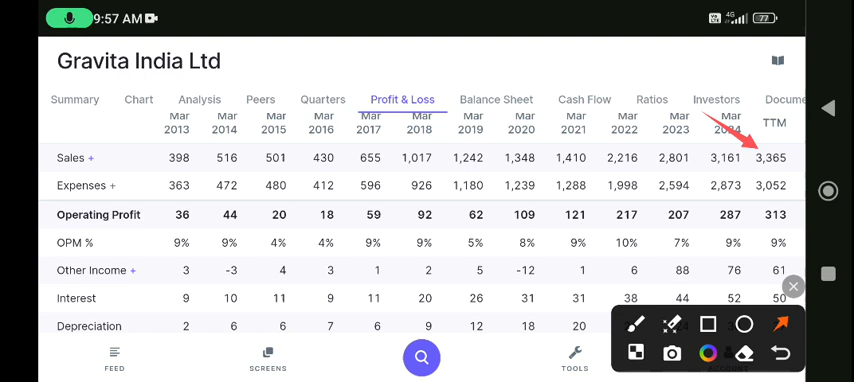 9:57 AM
4G
77
Gravita India Ltd
Summary Chart Analysis Peers Quarters Profit & Loss Balance Sheet Cash Flow Ratios Investors Docume
Mar 2013 Mar 2014 Mar 2015 Mar 2016 Mar 2017 Mar 2018 Mar 2019 Mar 2020 Mar 2021 Mar 2022 Mar 2023 Mar 2024 TTM
Sales + 398 516 501 430 655 1,017 1,242 1,348 1,410 2,216 2,801 3,161 3,365
Expenses + 363 472 480 412 596 926 1,180 1,239 1,288 1,998 2,594 2,873 3,052
Operating Profit 36 44 20 18 59 92 62 109 121 217 207 287 313
OPM % 9% 9% 4% 4% 9% 9% 5% 8% 9% 10% 7% 9% 9%
Other Income + 3 -3 4 3 1 2 5 -12 1 6 88 76 61
Interest 9 10 11 9 11 20 26 31 31 38 44 52 50
Depreciation 2 6 6 7 6 9 12 18 20
FEED SCREENS TOOLS